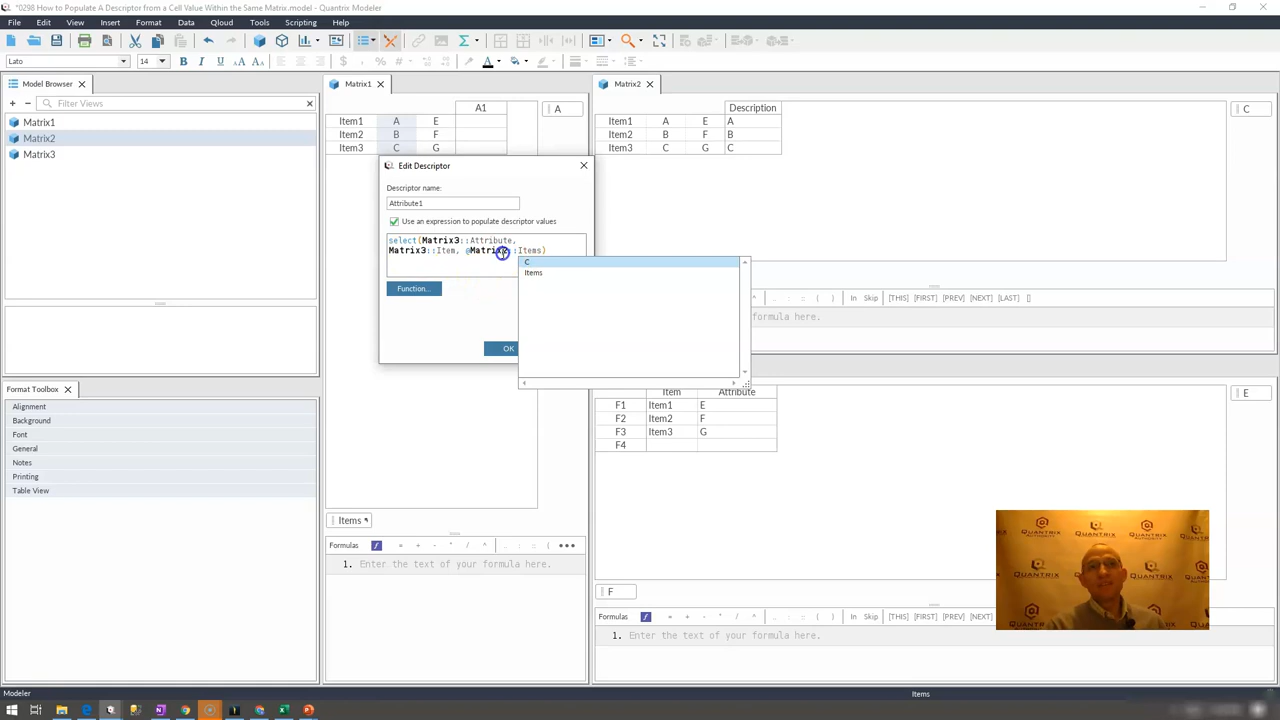 *0298 How to Populate A Descriptor from a Cell Value Within the Same Matrix.model - Quantrix Modeler
File Edit View Insert Format Data Qloud Tools Scripting Help
Lato 14 B I U A A $ % A
Model Browser
Filter Views
Matrix1
Matrix2
Matrix3
Format Toolbox
Alignment
Background
Font
General
Notes
Printing
Table View
Matrix1
A1 A
Item1 A E
Item2 B F
Item3 C G
Edit Descriptor
Descriptor name:
Attribute1
Use an expression to populate descriptor values
select(Matrix3::Attribute,
Matrix3::Item, @Matrix2::Items)
C
Items
Function...
OK
Items
Formulas = + - * / ^ . : :: ( •••
1. Enter the text of your formula here.
Matrix2
Description C
Item1 A E A
Item2 B F B
Item3 C G C
^ . : :: ( ) In Skip [THIS] [FIRST] [PREV] [NEXT] [LAST] []
formula here.
Item Attribute E
F1 Item1 E
F2 Item2 F
F3 Item3 G
F4
F
Formulas = + - * / ^ . : :: ( ) In Skip [THIS] [FIRST] [PREV] [NEXT]
1. Enter the text of your formula here.
QUANTRIX
AUTHORITY
QUANTRIX
Modeler Items